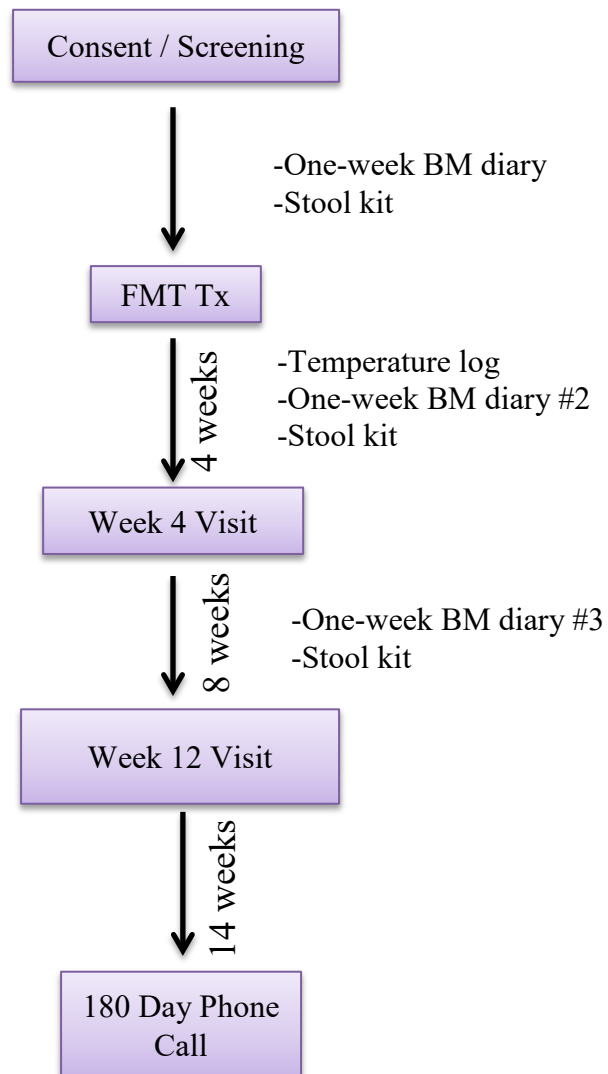 Consent / Screening
-One-week BM diary
-Stool kit
FMT Tx
4 weeks
-Temperature log
-One-week BM diary #2
-Stool kit
Week 4 Visit
8 weeks
-One-week BM diary #3
-Stool kit
Week 12 Visit
14 weeks
180 Day Phone
Call